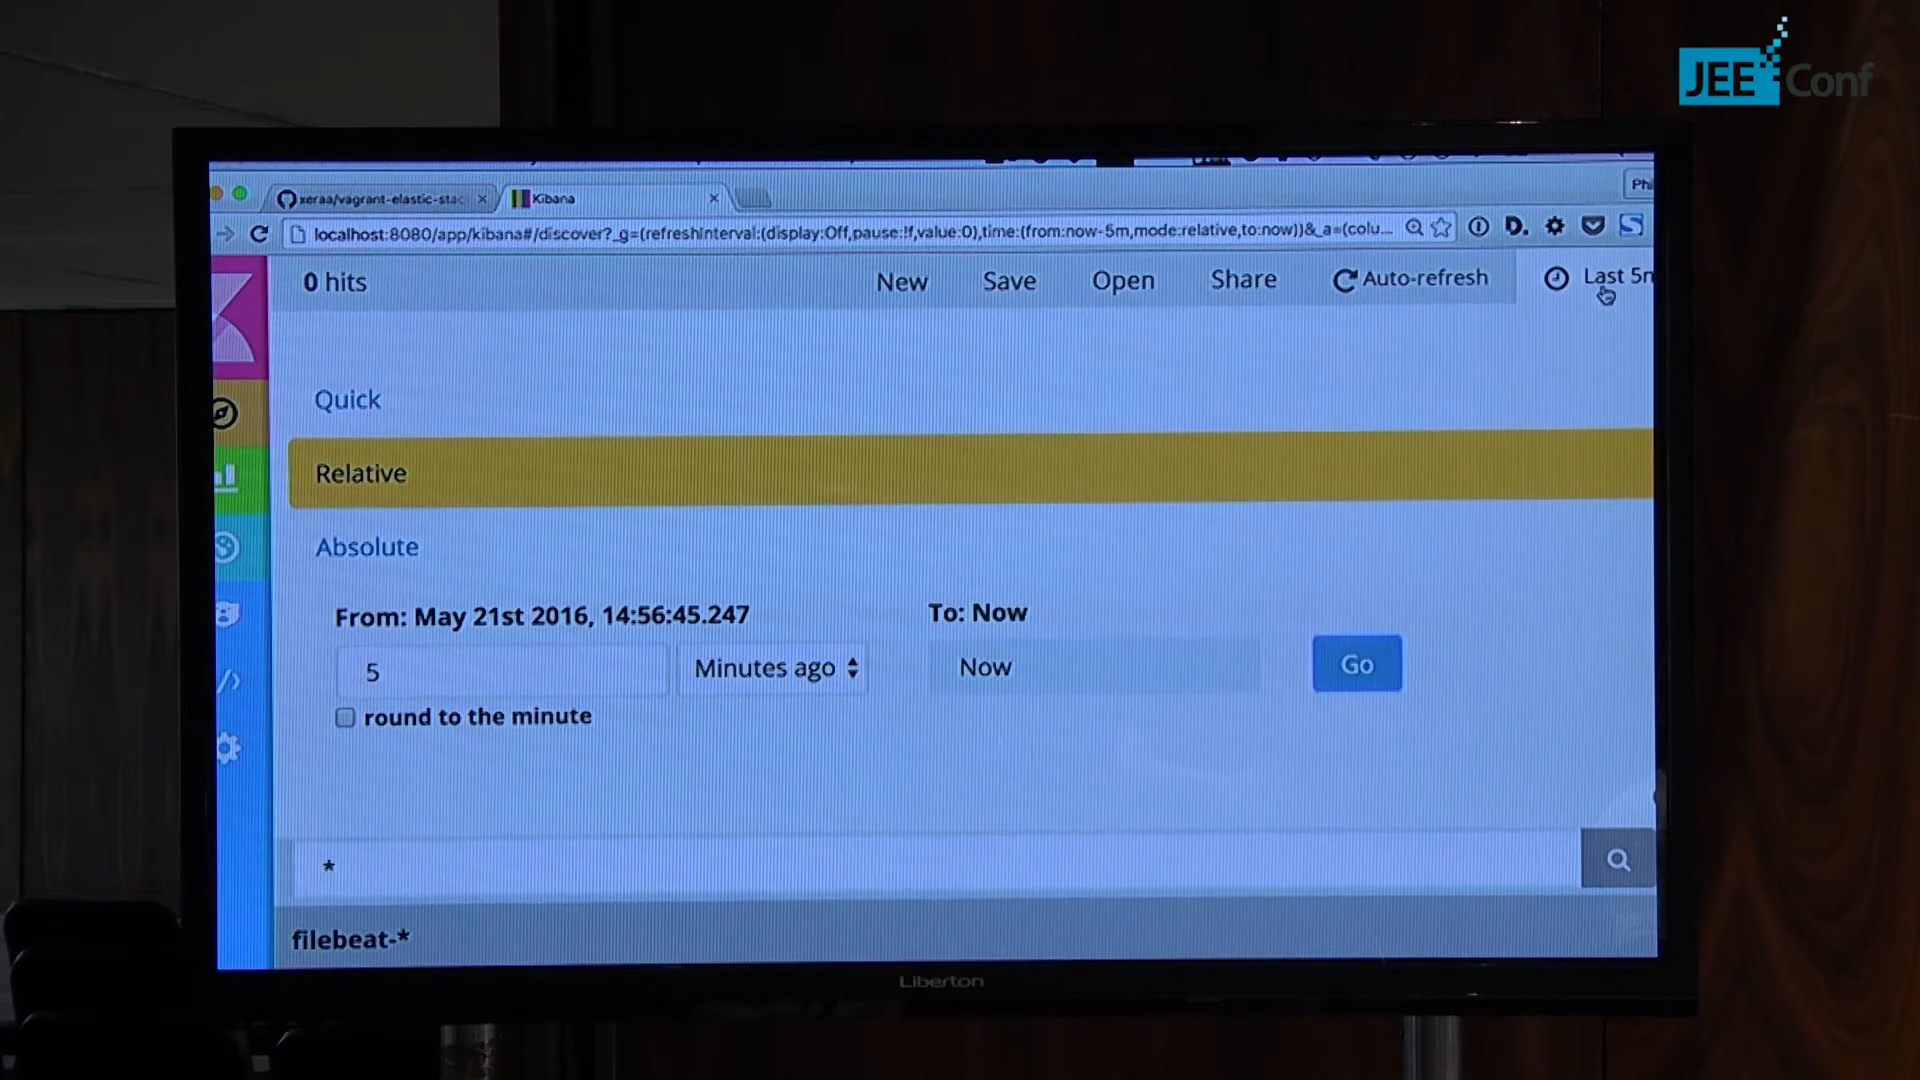 JEE Conf
Phi
xeraa/vagrant-elastic-stac
Kibana
localhost:8080/app/kibana#/discover?_g=(refreshInterval:(display:Off,pause:!f,value:0),time:(from:now-5m,mode:relative,to:now))&_a=(colu...
0 hits
New
Save
Open
Share
Auto-refresh
Last 5m
Quick
Relative
Absolute
From: May 21st 2016, 14:56:45.247
To: Now
5
Minutes ago
Now
Go
round to the minute
*
filebeat-*
Liberton